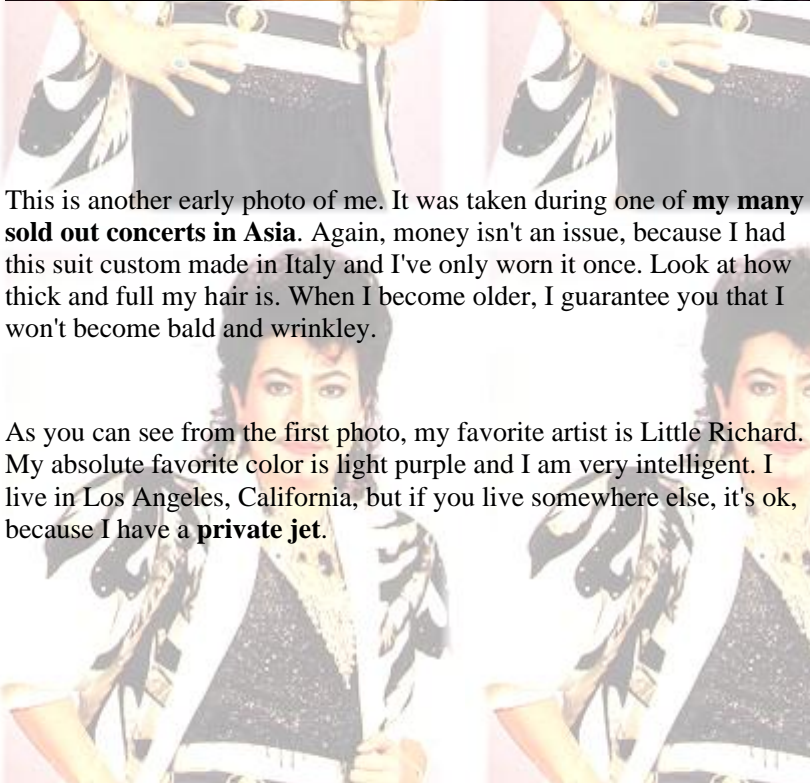 This is another early photo of me. It was taken during one of my many
sold out concerts in Asia. Again, money isn't an issue, because I had
this suit custom made in Italy and I've only worn it once. Look at how
thick and full my hair is. When I become older, I guarantee you that I
won't become bald and wrinkley.
As you can see from the first photo, my favorite artist is Little Richard.
My absolute favorite color is light purple and I am very intelligent. I
live in Los Angeles, California, but if you live somewhere else, it's ok,
because I have a private jet.